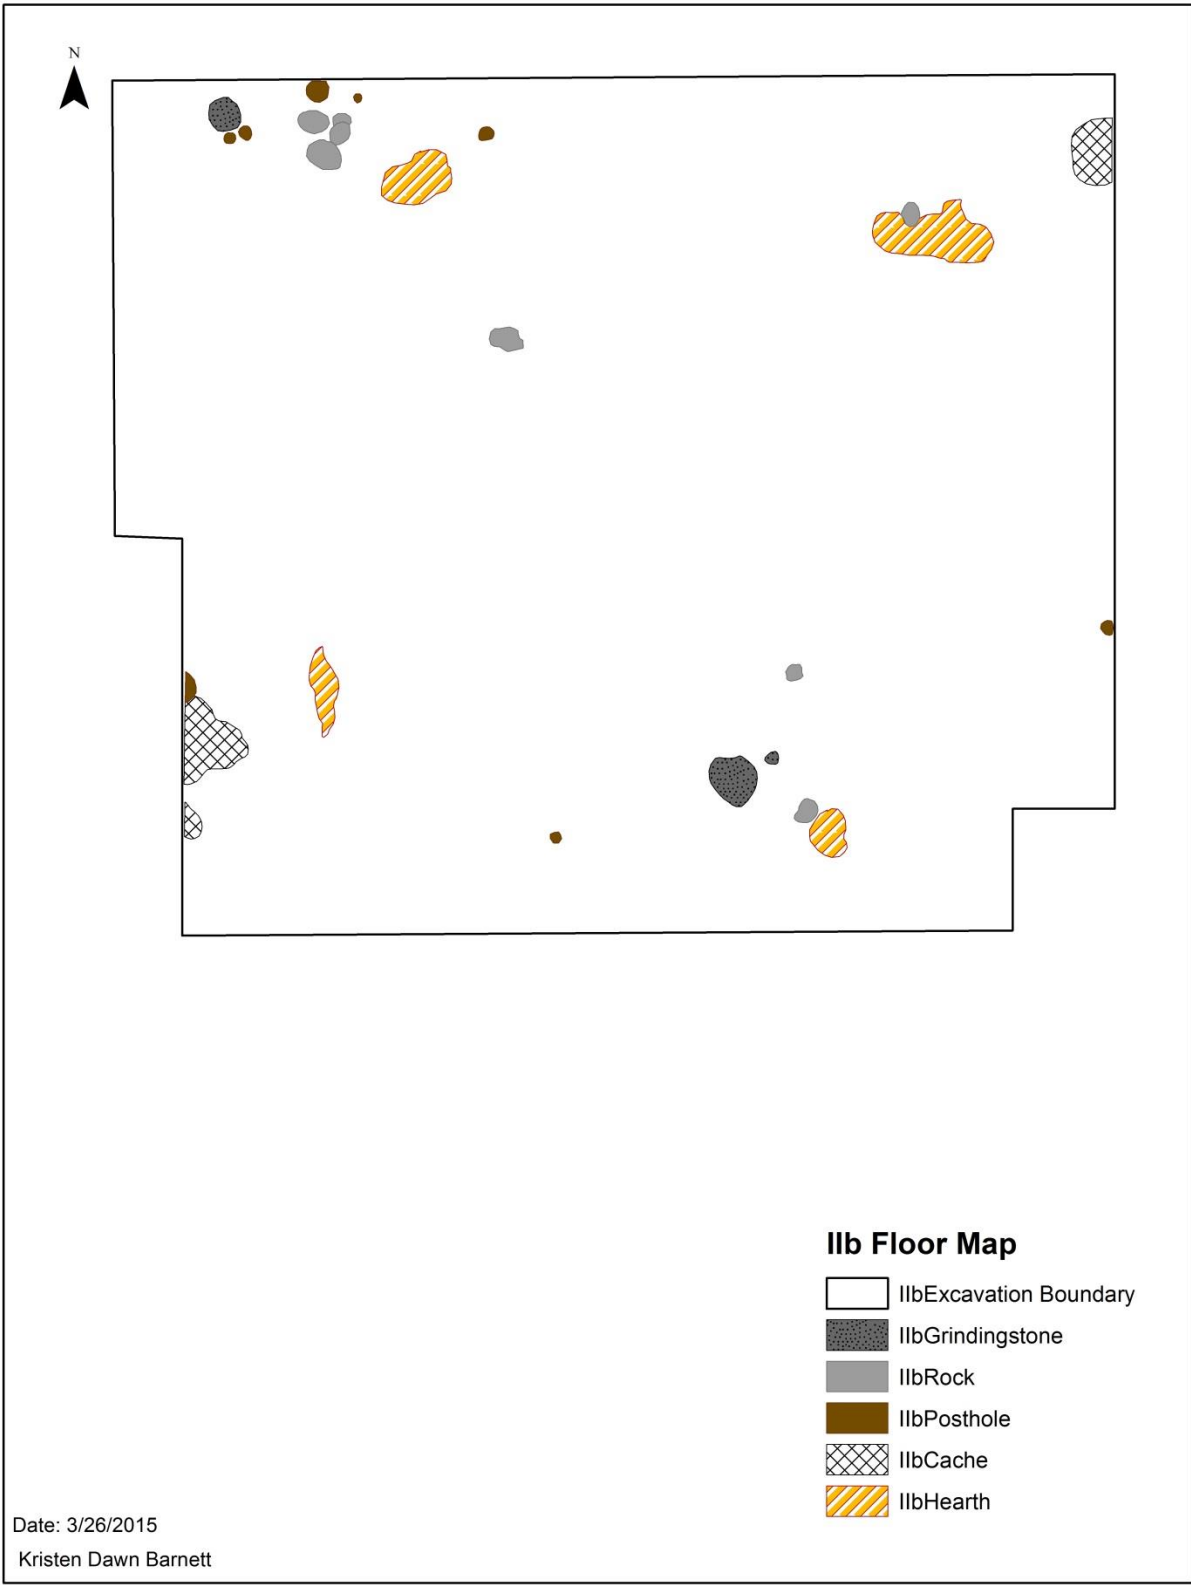 N
IIb Floor Map
IIbExcavation Boundary
IIbGrindingstone
IIbRock
IIbPosthole
IIbCache
IIbHearth
Date: 3/26/2015
Kristen Dawn Barnett